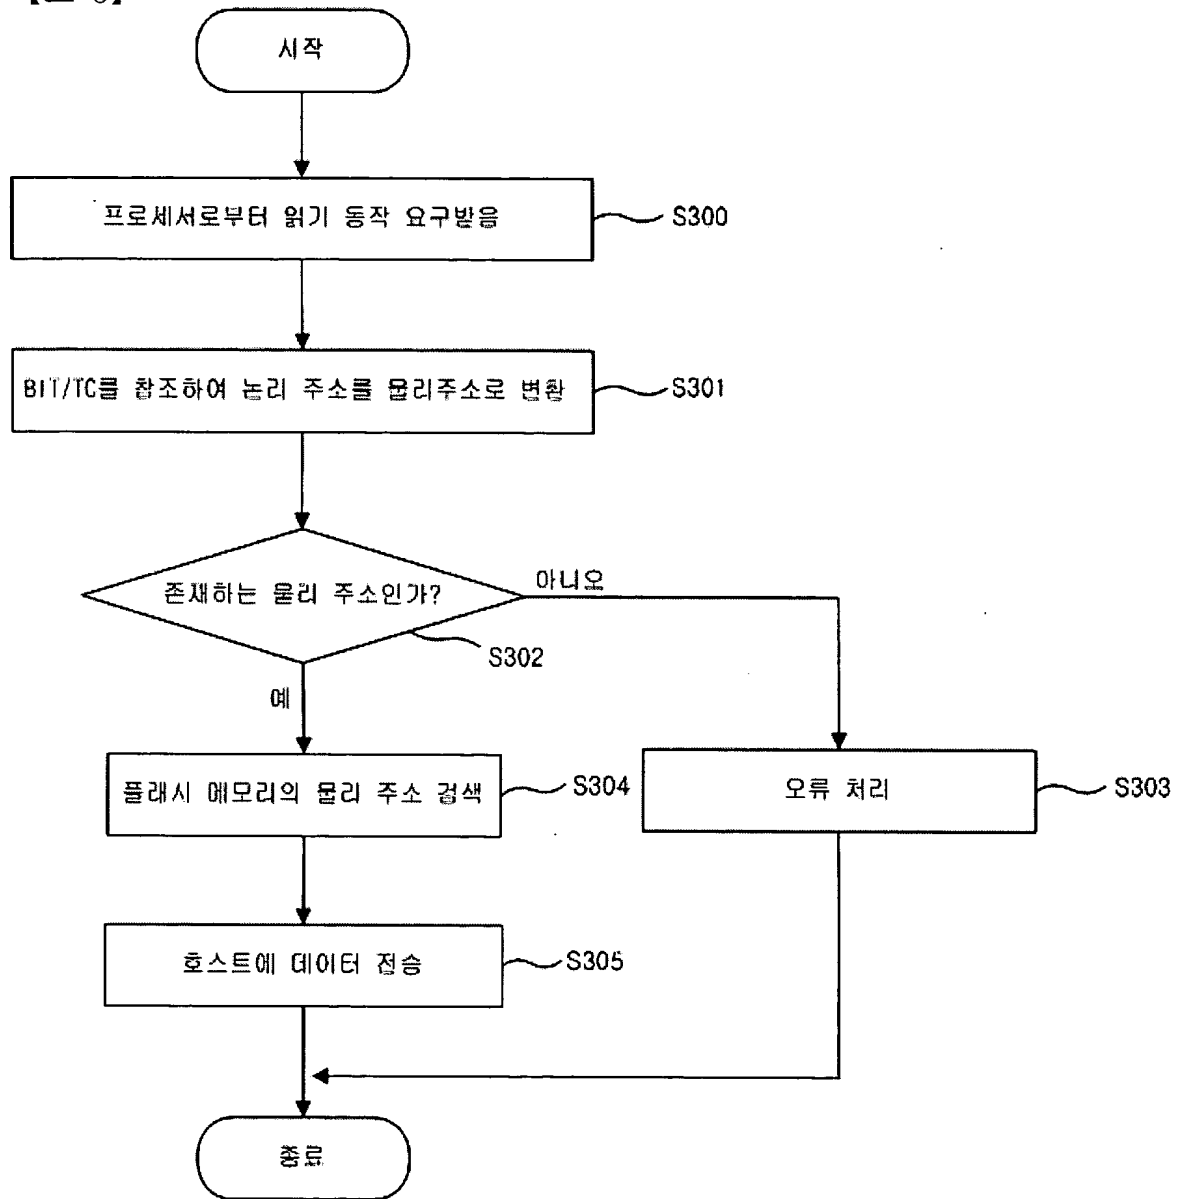 시작
프로세서로부터 읽기 동작 요구받음
S300
BIT/TC를 참조하여 논리 주소를 물리주소로 변환
S301
존재하는 물리 주소인가?
아니오
S302
예
플래시 메모리의 물리 주소 검색
S304
오류 처리
S303
호스트에 데이터 전송
S305
종료